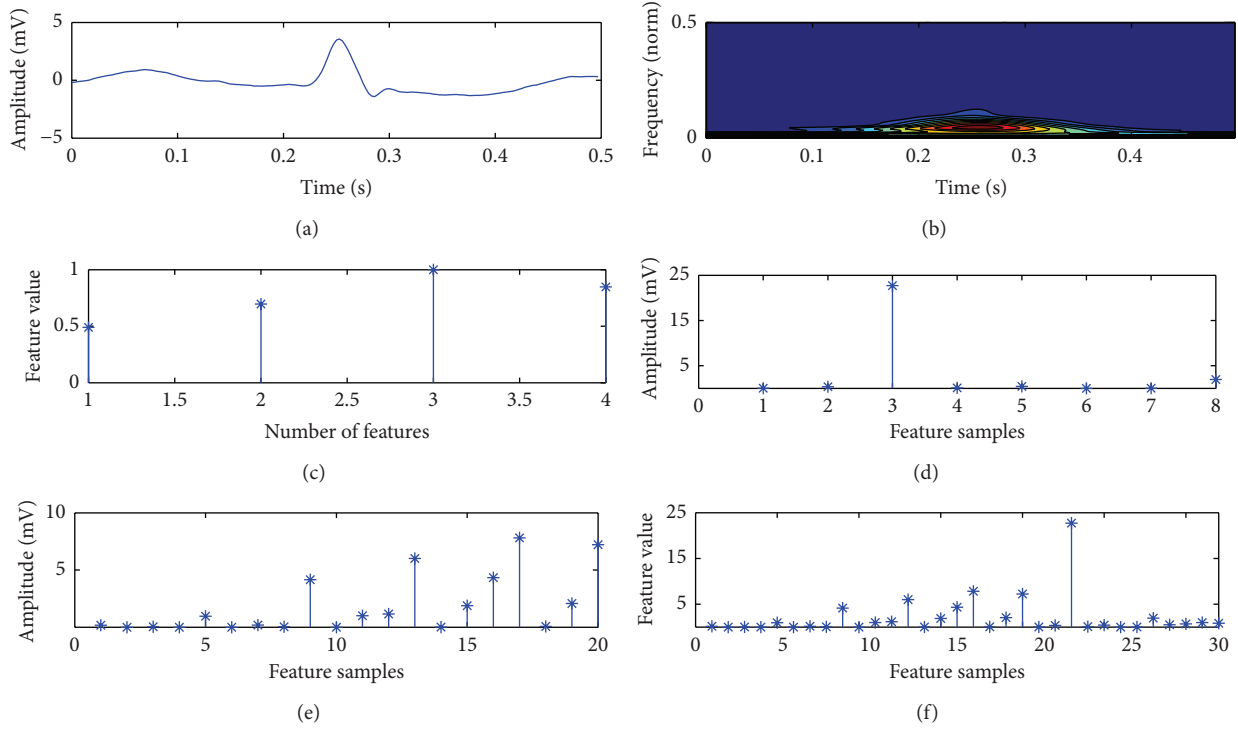 Amplitude (mV)
5
0
−5
0 0.1 0.2 0.3 0.4 0.5
Time (s)
(a)
Frequency (norm)
0.5
0
0 0.1 0.2 0.3 0.4
Time (s)
(b)
Feature value
1
0.5
0
1 1.5 2 2.5 3 3.5 4
Number of features
(c)
Amplitude (mV)
25
15
5
0 1 2 3 4 5 6 7 8
Feature samples
(d)
Amplitude (mV)
10
5
0 5 10 15 20
Feature samples
(e)
Feature value
25
15
5
0 5 10 15 20 25 30
Feature samples
(f)